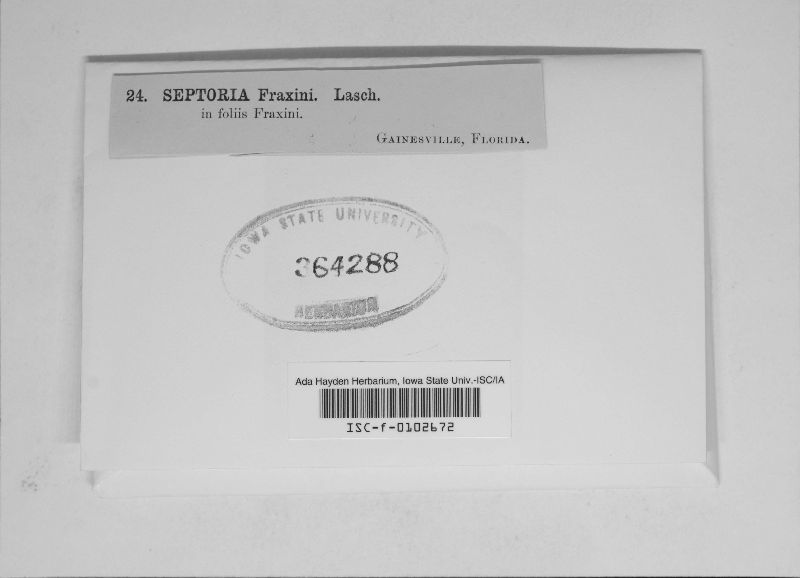 24. SEPTORIA Fraxini. Lasch.
in foliis Fraxini.
GAINESVILLE, FLORIDA.
IOWA STATE UNIVERSITY
364288
HERBARIUM
Ada Hayden Herbarium, Iowa State Univ.-ISC/IA
ISC-f-0102672